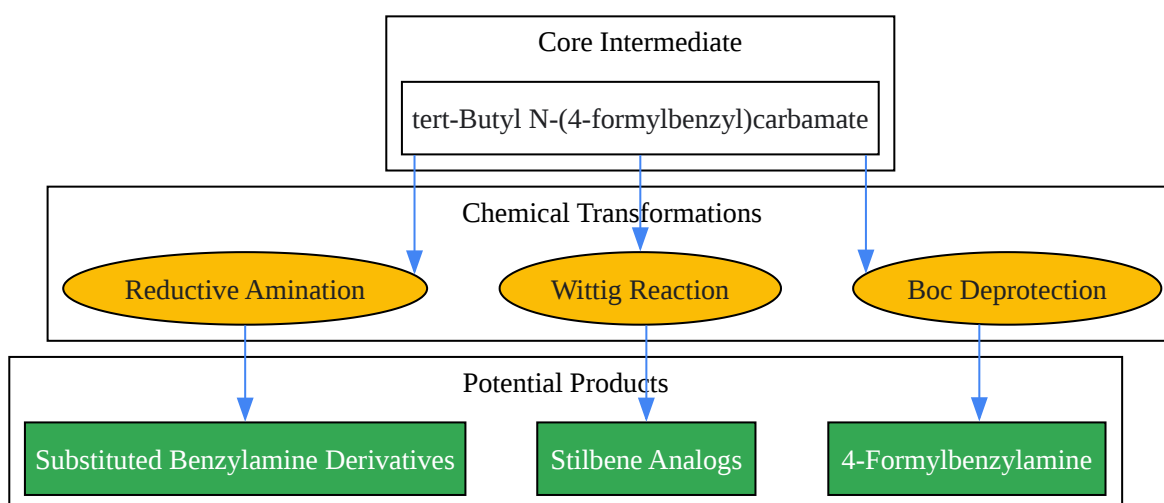 Core Intermediate
tert-Butyl N-(4-formylbenzyl)carbamate
Chemical Transformations
Reductive Amination
Wittig Reaction
Boc Deprotection
Potential Products
Substituted Benzylamine Derivatives
Stilbene Analogs
4-Formylbenzylamine